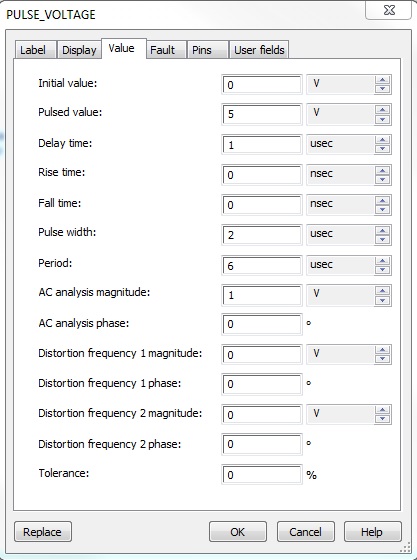 PULSE_VOLTAGE
Label Display Value Fault Pins User fields
Initial value: 0 V
Pulsed value: 5 V
Delay time: 1 usec
Rise time: 0 nsec
Fall time: 0 nsec
Pulse width: 2 usec
Period: 6 usec
AC analysis magnitude: 1 V
AC analysis phase: 0 °
Distortion frequency 1 magnitude: 0 V
Distortion frequency 1 phase: 0 °
Distortion frequency 2 magnitude: 0 V
Distortion frequency 2 phase: 0 °
Tolerance: 0 %
Replace OK Cancel Help